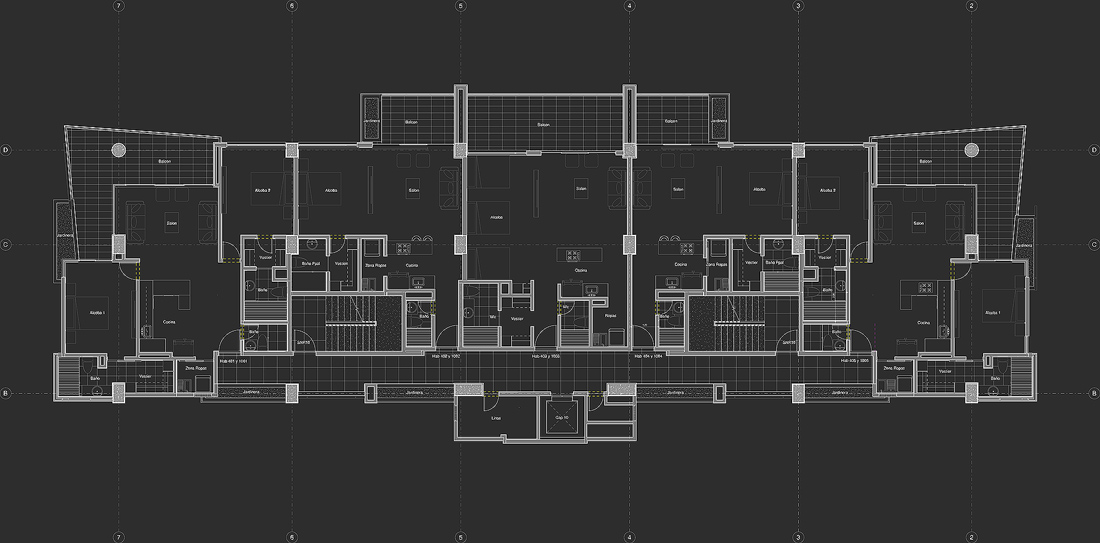 7 6 5 4 3 2
Jardinera Balcon Balcon Balcon Jardinera
D Balcon Balcon D
Alcoba 2 Alcoba Salon Salon Salon Alcoba Alcoba 2
Alcoba
Salon Salon
Jardinera Jardinera
C C
Vestier Baño Ppal Vestier Zona Ropas Cocina Cocina Cocina Zona Ropas Vestier Baño Ppal Vestier
Baño Baño
Alcoba 1 Cocina Baño Baño Wc Vestier Wc Ropas Baño Baño Cocina Alcoba 1
Hab 401 y 1001 Hab 402 y 1002 Hab 403 y 1003 Hab 404 y 1004 Hab 405 y 1005
Baño Vestier Zona Ropas Zona Ropas Vestier Baño
B Jardinera Jardinera Jardinera Jardinera B
Linos Cap 10
7 6 5 4 3 2